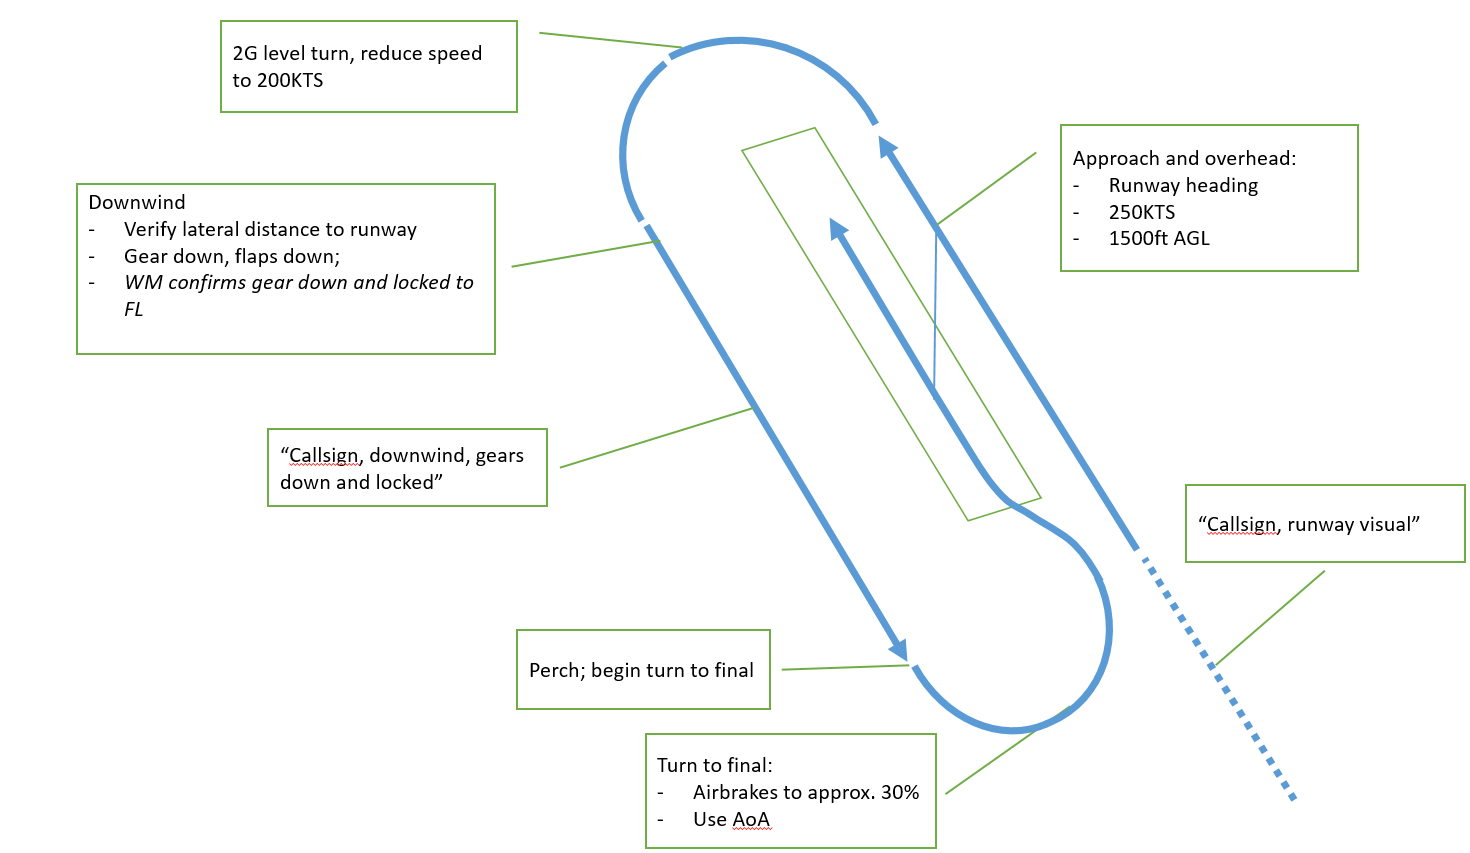 2G level turn, reduce speed
to 200KTS
Approach and overhead:
- Runway heading
- 250KTS
- 1500ft AGL
Downwind
- Verify lateral distance to runway
- Gear down, flaps down;
- WM confirms gear down and locked to
FL
“Callsign, downwind, gears
down and locked”
“Callsign, runway visual”
Perch; begin turn to final
Turn to final:
- Airbrakes to approx. 30%
- Use AoA